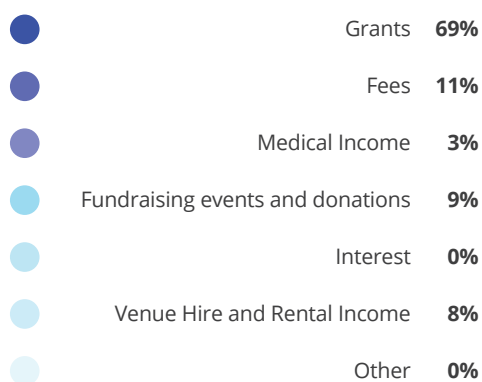 Grants 69%
Fees 11%
Medical Income 3%
Fundraising events and donations 9%
Interest 0%
Venue Hire and Rental Income 8%
Other 0%